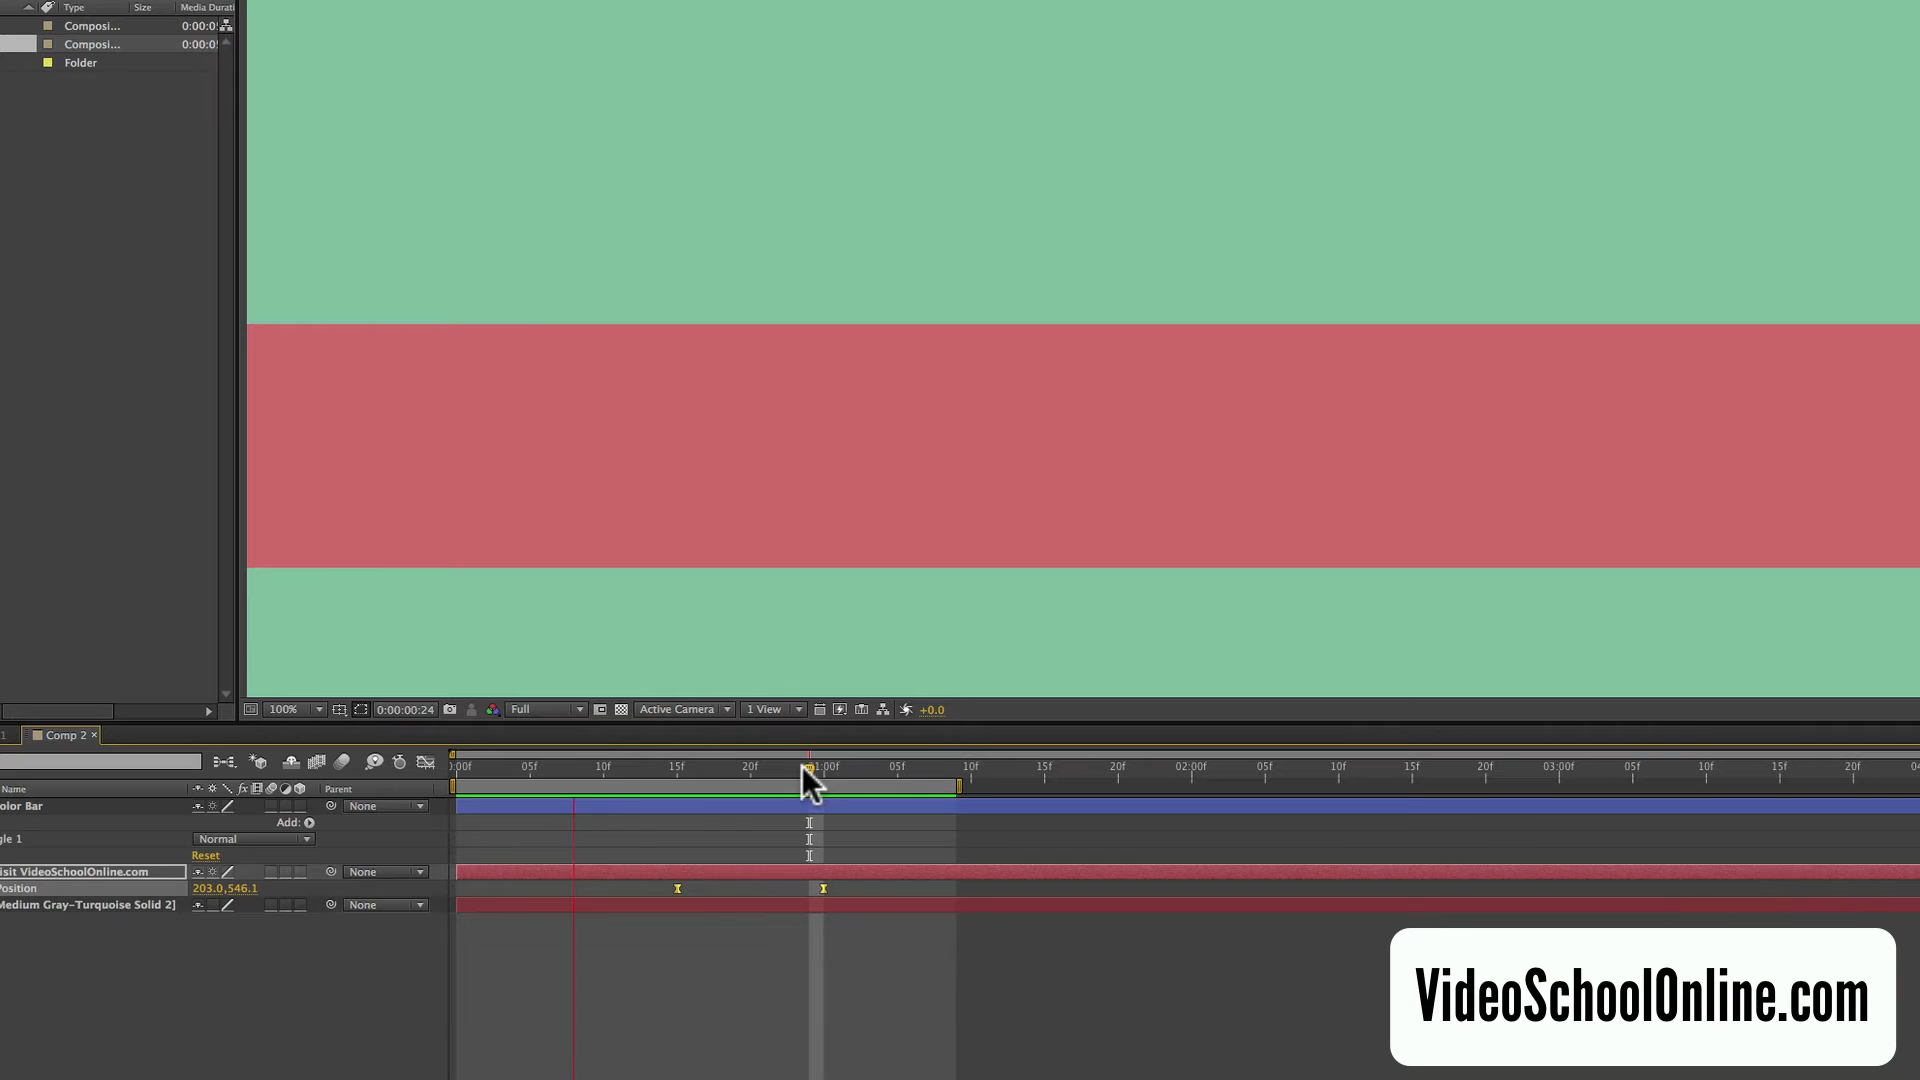 Type Size Media Durati
Composi... 0:00:0
Composi... 0:00:0
Folder
100% 0:00:00:24 Full Active Camera 1 View +0.0
1 Comp 2 ×
:00f 05f 10f 15f 20f 1:00f 05f 10f 15f 20f 02:00f 05f 10f 15f 20f 03:00f 05f 10f 15f 20f 04
Name fx Parent
olor Bar None
Add:
gle 1 Normal
Reset
isit VideoSchoolOnline.com None
Position 203.0,546.1
Medium Gray-Turquoise Solid 2] None
VideoSchoolOnline.com